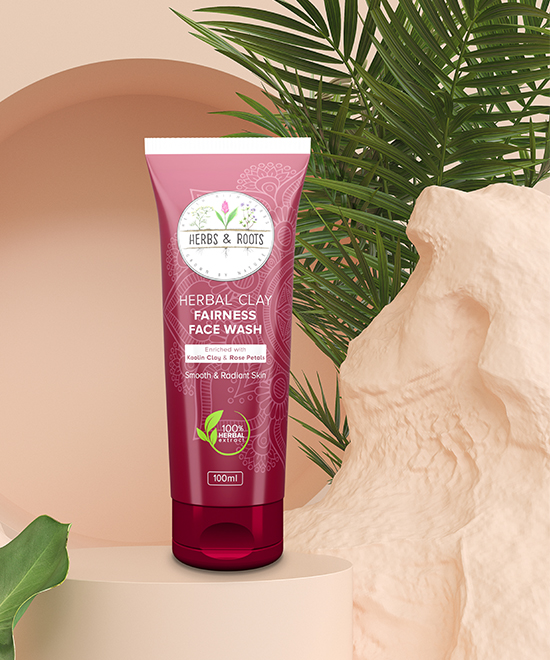 HERBS & ROOTS
HERBAL CLAY
FAIRNESS
FACE WASH
Enriched with
Kaolin Clay & Rose Petals
Smooth & Radiant Skin
100%
HERBAL
extract
100ml